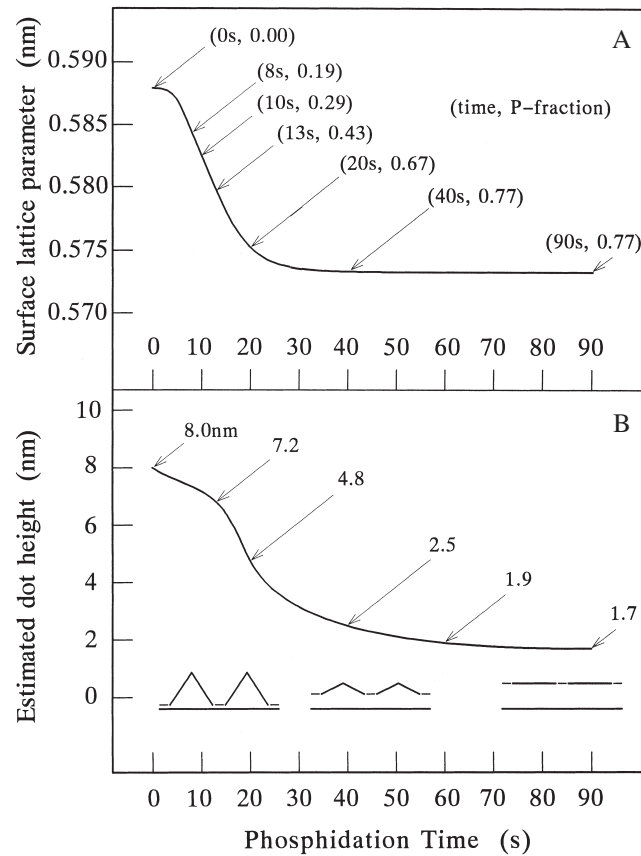 A
Surface lattice parameter (nm)
0.590
0.585
0.580
0.575
0.570
(0s, 0.00)
(8s, 0.19)
(10s, 0.29)
(13s, 0.43)
(20s, 0.67)
(40s, 0.77)
(90s, 0.77)
(time, P-fraction)
0 10 20 30 40 50 60 70 80 90
B
Estimated dot height (nm)
10
8
6
4
2
0
8.0nm
7.2
4.8
2.5
1.9
1.7
0 10 20 30 40 50 60 70 80 90
Phosphidation Time (s)